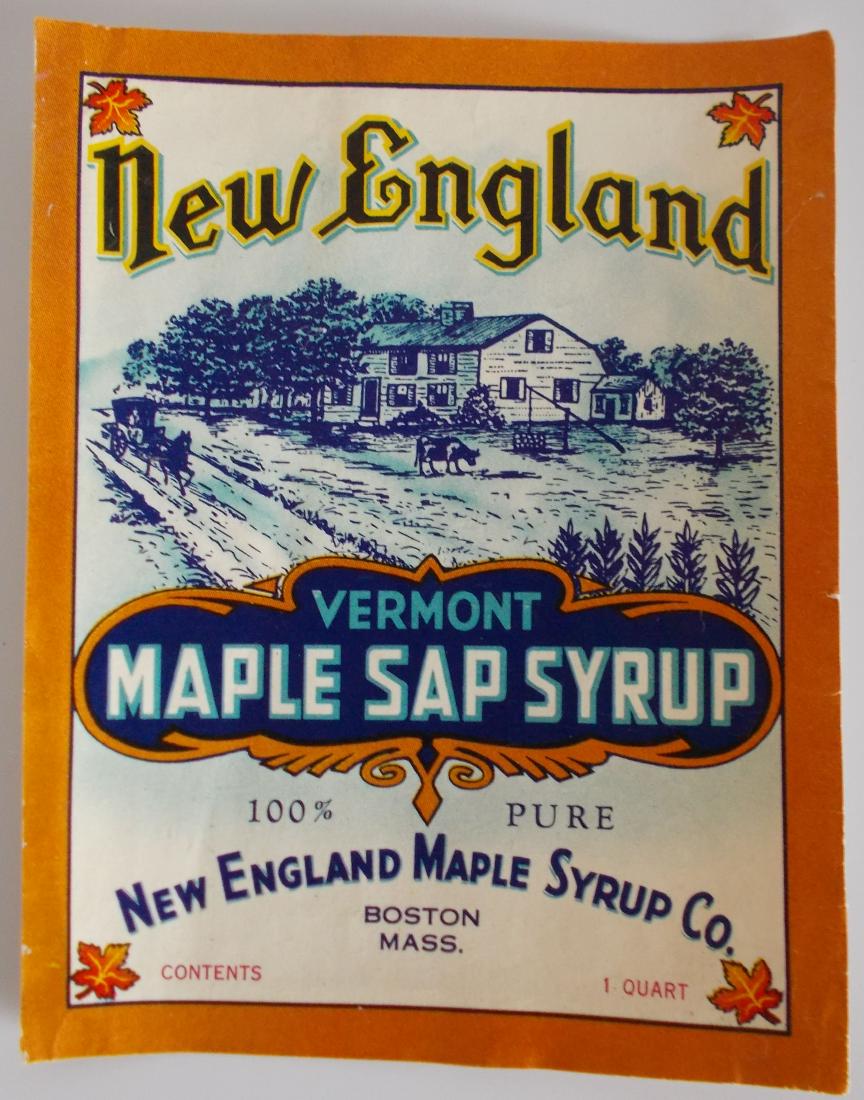 New England
VERMONT
MAPLE SAP SYRUP
100% PURE
NEW ENGLAND MAPLE SYRUP CO.
BOSTON
MASS.
CONTENTS 1 QUART